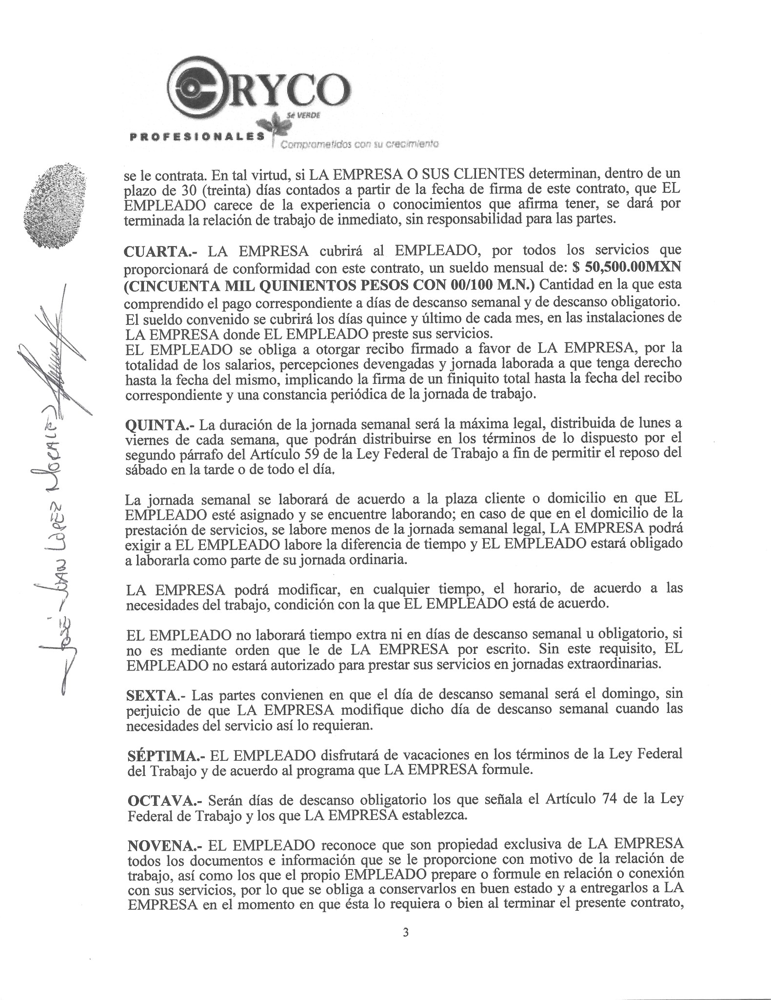 CRYCO
Sé VERDE
PROFESIONALES
Comprometidos con su crecimiento
se le contrata. En tal virtud, si LA EMPRESA O SUS CLIENTES determinan, dentro de un
plazo de 30 (treinta) días contados a partir de la fecha de firma de este contrato, que EL
EMPLEADO carece de la experiencia o conocimientos que afirma tener, se dará por
terminada la relación de trabajo de inmediato, sin responsabilidad para las partes.
CUARTA.- LA EMPRESA cubrirá al EMPLEADO, por todos los servicios que
proporcionará de conformidad con este contrato, un sueldo mensual de: $ 50,500.00MXN
(CINCUENTA MIL QUINIENTOS PESOS CON 00/100 M.N.) Cantidad en la que esta
comprendido el pago correspondiente a días de descanso semanal y de descanso obligatorio.
El sueldo convenido se cubrirá los días quince y último de cada mes, en las instalaciones de
LA EMPRESA donde EL EMPLEADO preste sus servicios.
EL EMPLEADO se obliga a otorgar recibo firmado a favor de LA EMPRESA, por la
totalidad de los salarios, percepciones devengadas y jornada laborada a que tenga derecho
hasta la fecha del mismo, implicando la firma de un finiquito total hasta la fecha del recibo
correspondiente y una constancia periódica de la jornada de trabajo.
QUINTA.- La duración de la jornada semanal será la máxima legal, distribuida de lunes a
viernes de cada semana, que podrán distribuirse en los términos de lo dispuesto por el
segundo párrafo del Artículo 59 de la Ley Federal de Trabajo a fin de permitir el reposo del
sábado en la tarde o de todo el día.
La jornada semanal se laborará de acuerdo a la plaza cliente o domicilio en que EL
EMPLEADO esté asignado y se encuentre laborando; en caso de que en el domicilio de la
prestación de servicios, se labore menos de la jornada semanal legal, LA EMPRESA podrá
exigir a EL EMPLEADO labore la diferencia de tiempo y EL EMPLEADO estará obligado
a laborarla como parte de su jornada ordinaria.
LA EMPRESA podrá modificar, en cualquier tiempo, el horario, de acuerdo a las
necesidades del trabajo, condición con la que EL EMPLEADO está de acuerdo.
EL EMPLEADO no laborará tiempo extra ni en días de descanso semanal u obligatorio, si
no es mediante orden que le de LA EMPRESA por escrito. Sin este requisito, EL
EMPLEADO no estará autorizado para prestar sus servicios en jornadas extraordinarias.
SEXTA.- Las partes convienen en que el día de descanso semanal será el domingo, sin
perjuicio de que LA EMPRESA modifique dicho día de descanso semanal cuando las
necesidades del servicio así lo requieran.
SÉPTIMA.- EL EMPLEADO disfrutará de vacaciones en los términos de la Ley Federal
del Trabajo y de acuerdo al programa que LA EMPRESA formule.
OCTAVA.- Serán días de descanso obligatorio los que señala el Artículo 74 de la Ley
Federal de Trabajo y los que LA EMPRESA establezca.
NOVENA.- EL EMPLEADO reconoce que son propiedad exclusiva de LA EMPRESA
todos los documentos e información que se le proporcione con motivo de la relación de
trabajo, así como los que el propio EMPLEADO prepare o formule en relación o conexión
con sus servicios, por lo que se obliga a conservarlos en buen estado y a entregarlos a LA
EMPRESA en el momento en que ésta lo requiera o bien al terminar el presente contrato,
3
JOSÉ JUAN LÓPEZ MORALES